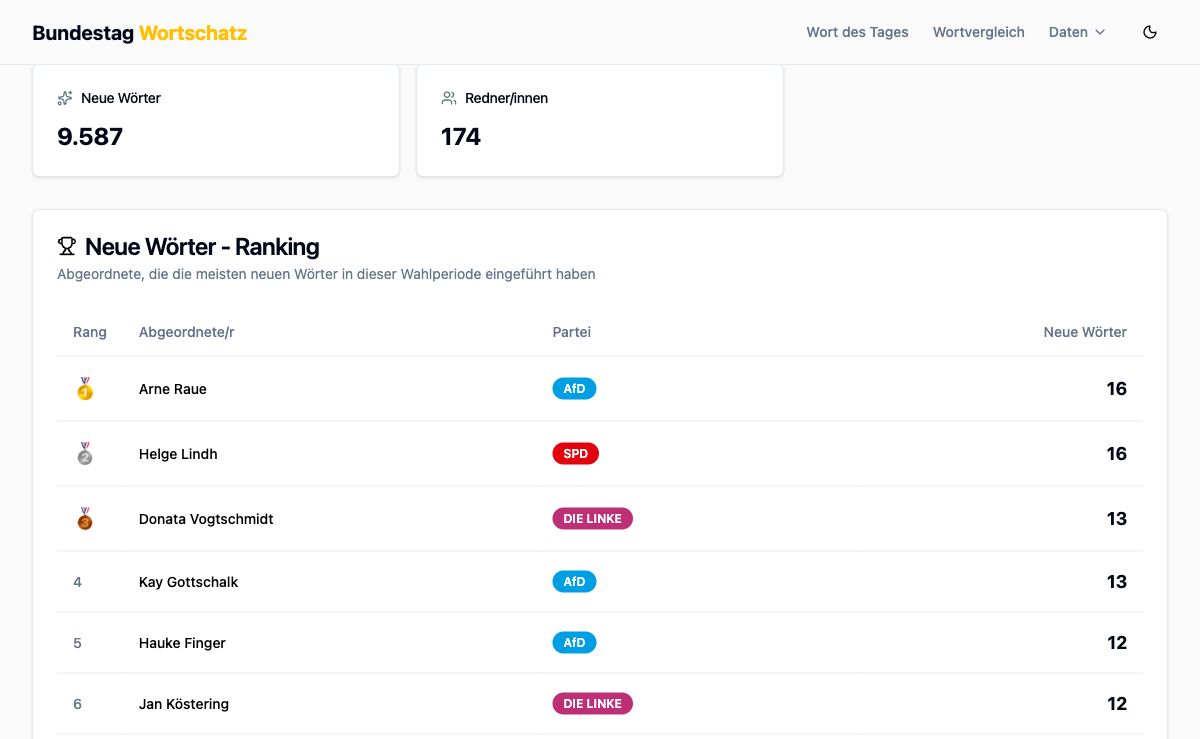 Bundestag Wortschatz
Wort des Tages Wortvergleich Daten
Neue Wörter
9.587
Redner/innen
174
Neue Wörter - Ranking
Abgeordnete, die die meisten neuen Wörter in dieser Wahlperiode eingeführt haben
Rang Abgeordnete/r Partei Neue Wörter
1 Arne Raue AfD 16
2 Helge Lindh SPD 16
3 Donata Vogtschmidt DIE LINKE 13
4 Kay Gottschalk AfD 13
5 Hauke Finger AfD 12
6 Jan Köstering DIE LINKE 12